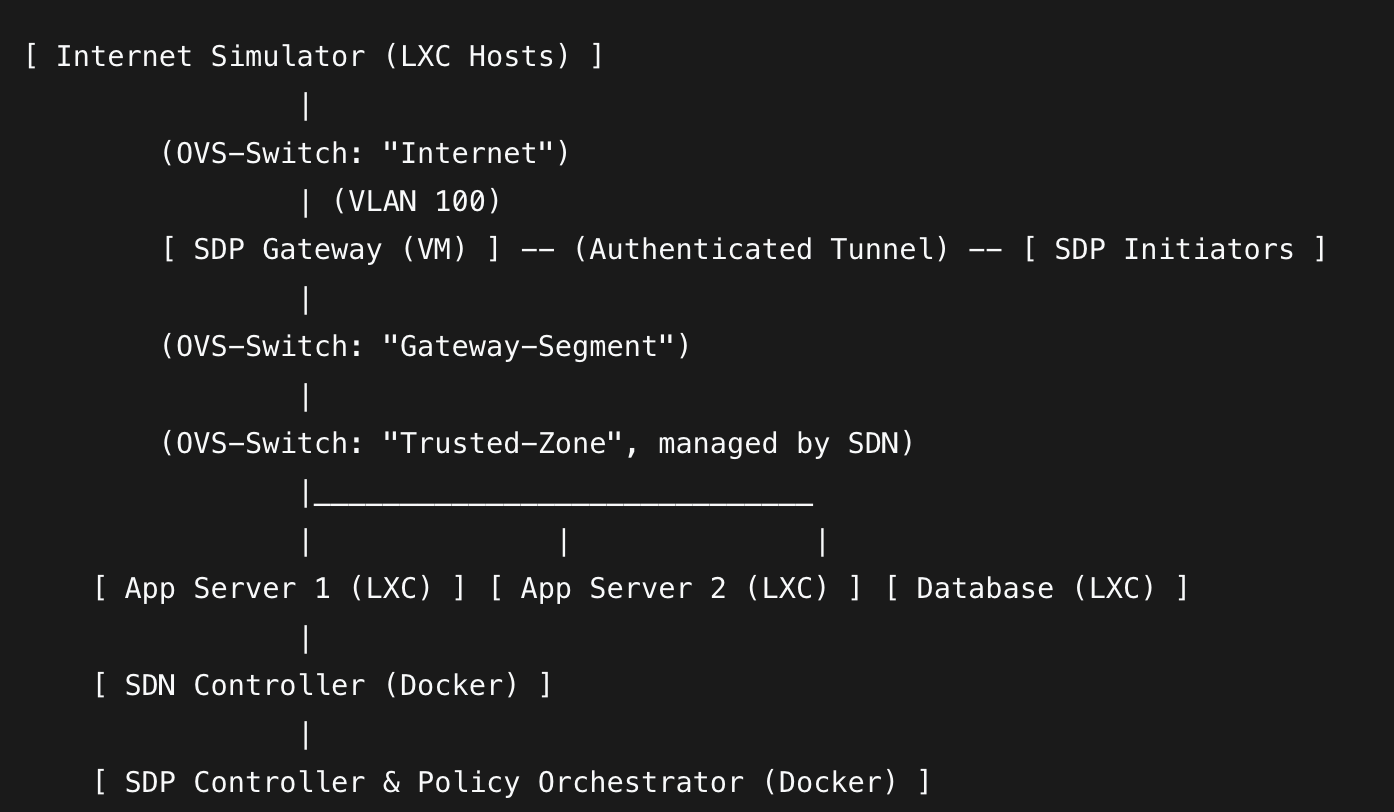 [ Internet Simulator (LXC Hosts) ]
|
(OVS-Switch: "Internet")
| (VLAN 100)
[ SDP Gateway (VM) ] -- (Authenticated Tunnel) -- [ SDP Initiators ]
|
(OVS-Switch: "Gateway-Segment")
|
(OVS-Switch: "Trusted-Zone", managed by SDN)
|_____________________________
| | |
[ App Server 1 (LXC) ] [ App Server 2 (LXC) ] [ Database (LXC) ]
|
[ SDN Controller (Docker) ]
|
[ SDP Controller & Policy Orchestrator (Docker) ]